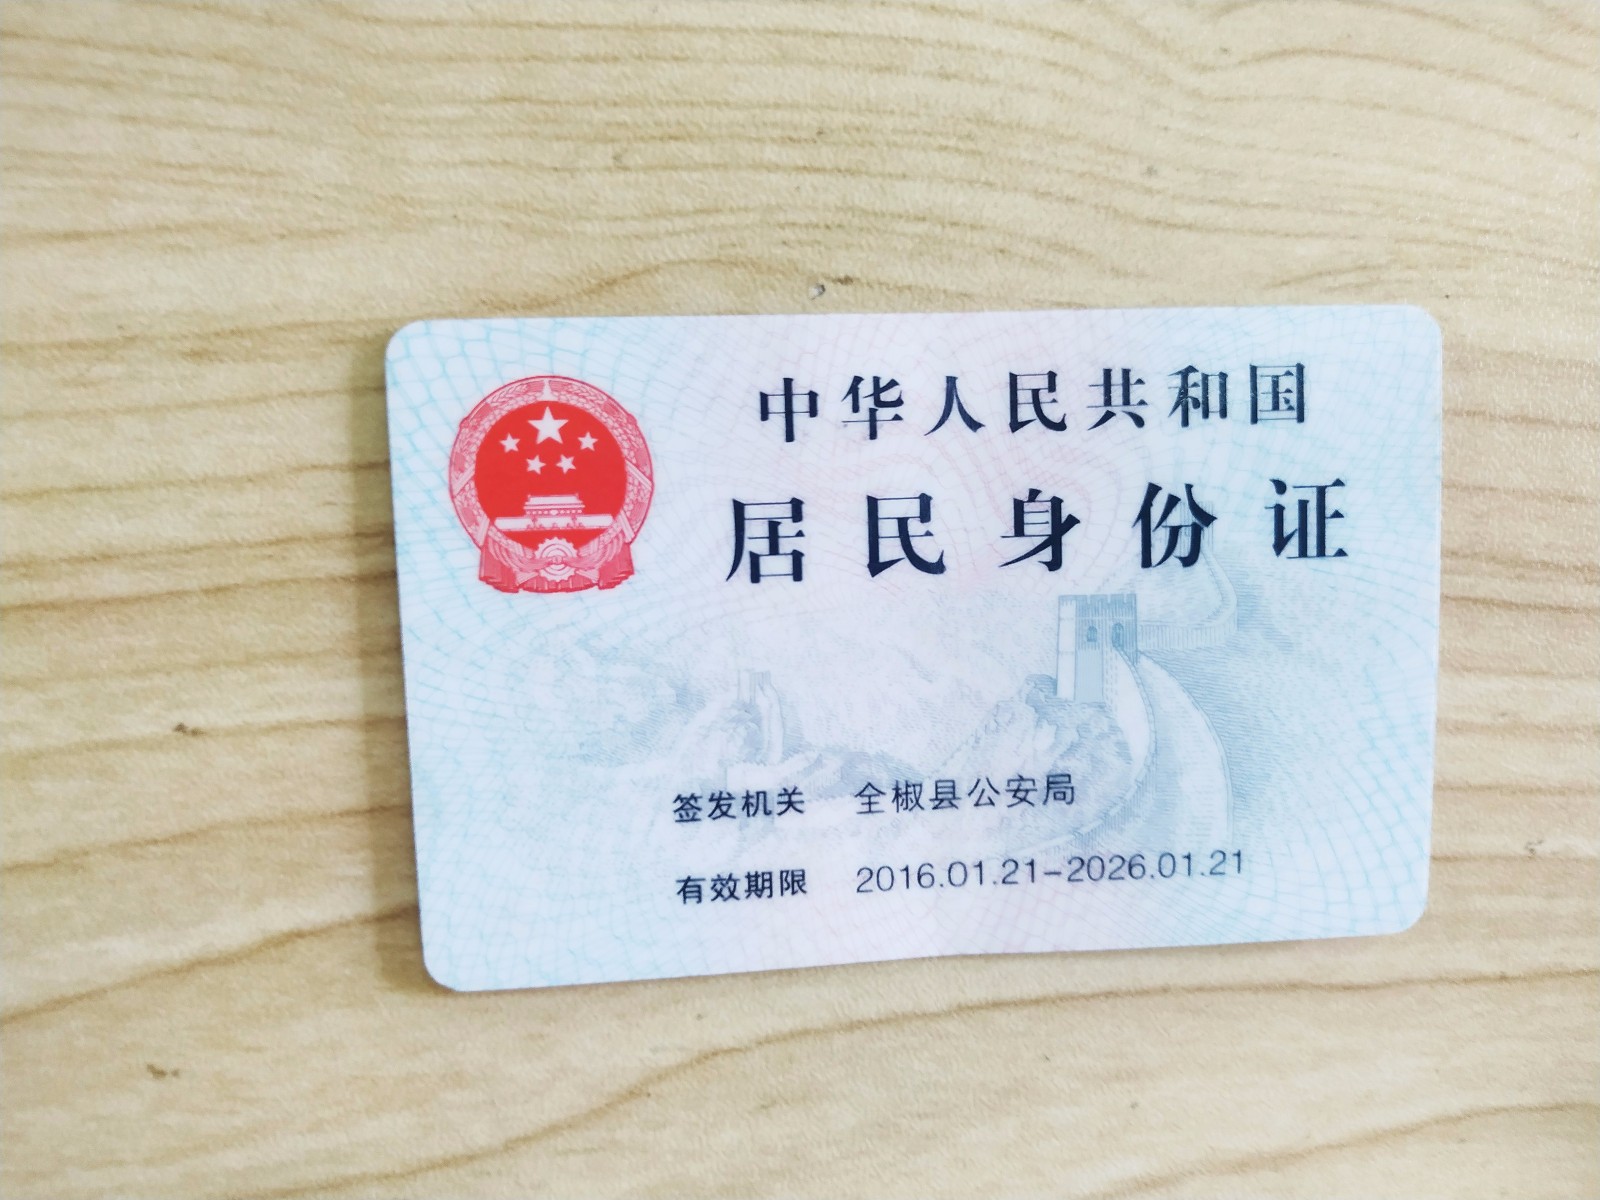 中华人民共和国
居民身份证
签发机关 全椒县公安局
有效期限 2016.01.21-2026.01.21